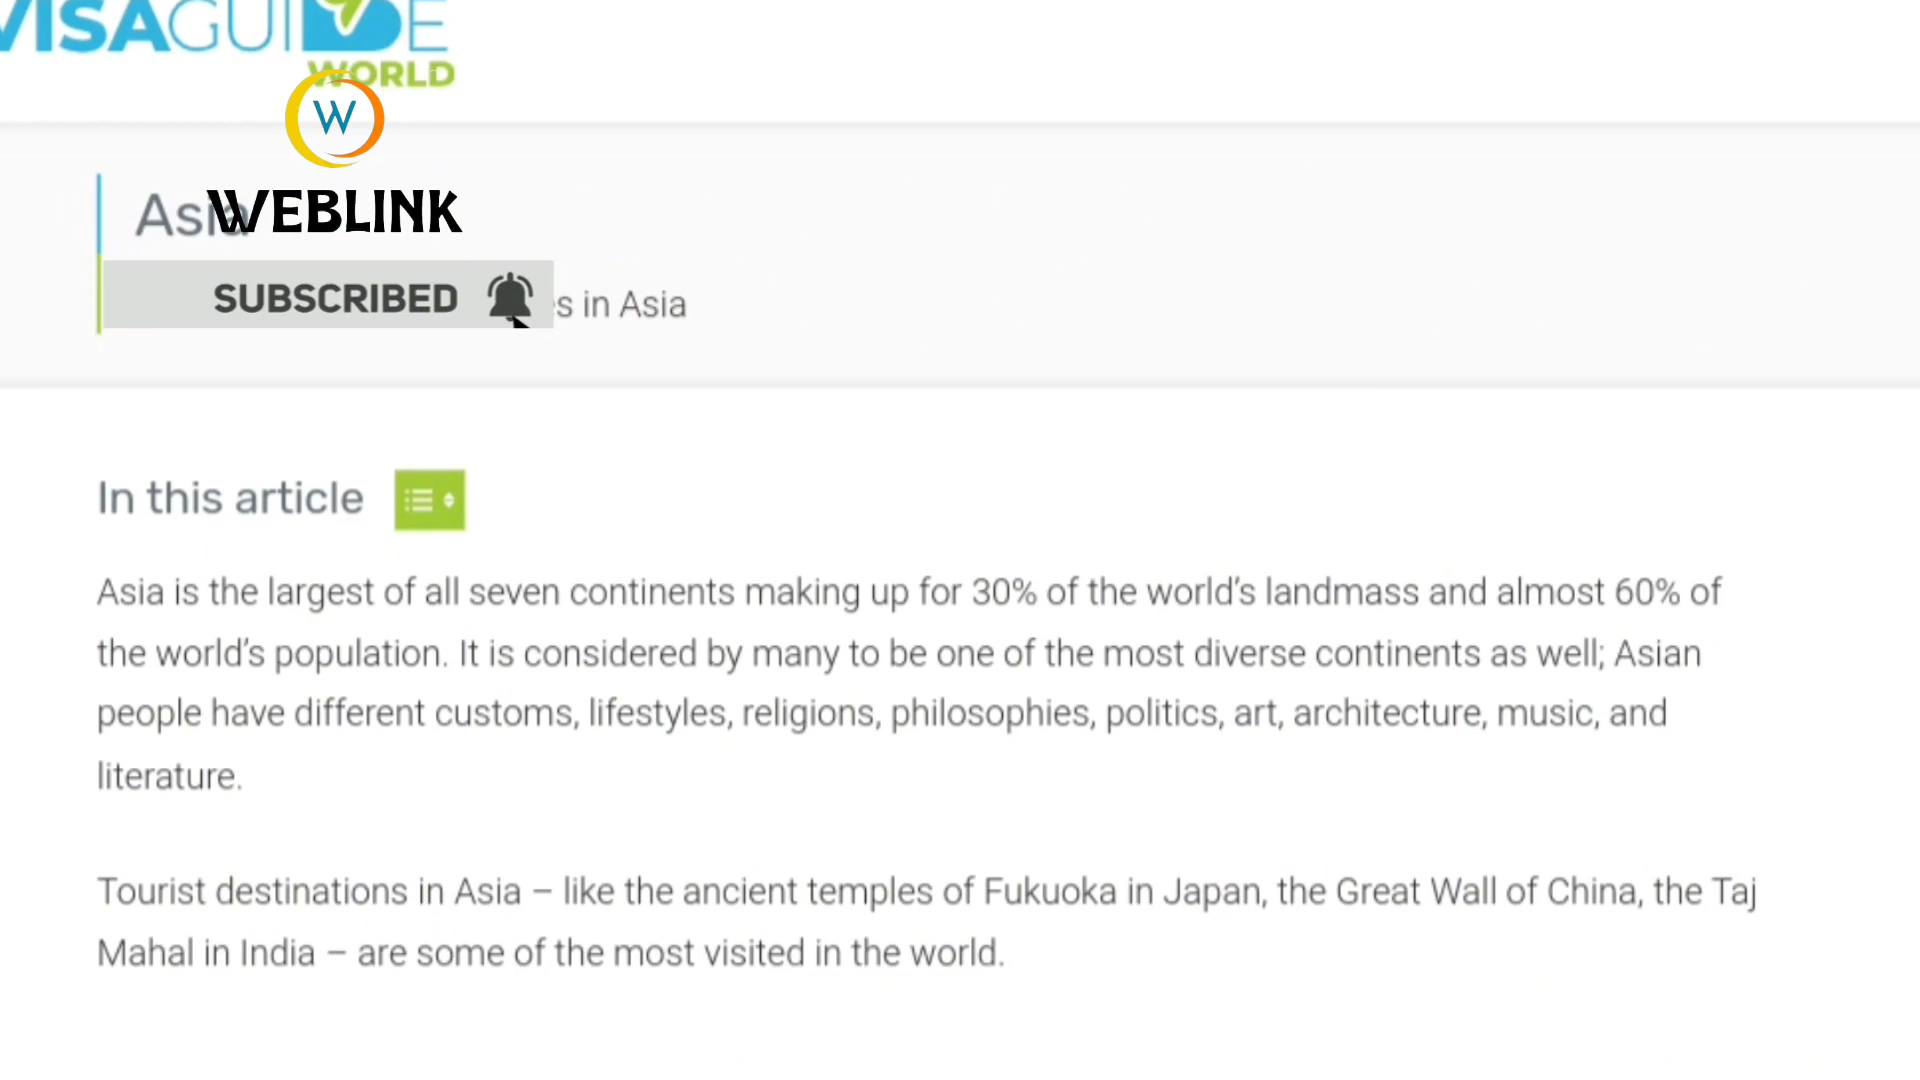 VISAGUIDE
WORLD
W
Asia
WEBLINK
SUBSCRIBED
s in Asia
In this article
Asia is the largest of all seven continents making up for 30% of the world’s landmass and almost 60% of
the world’s population. It is considered by many to be one of the most diverse continents as well; Asian
people have different customs, lifestyles, religions, philosophies, politics, art, architecture, music, and
literature.
Tourist destinations in Asia – like the ancient temples of Fukuoka in Japan, the Great Wall of China, the Taj
Mahal in India – are some of the most visited in the world.